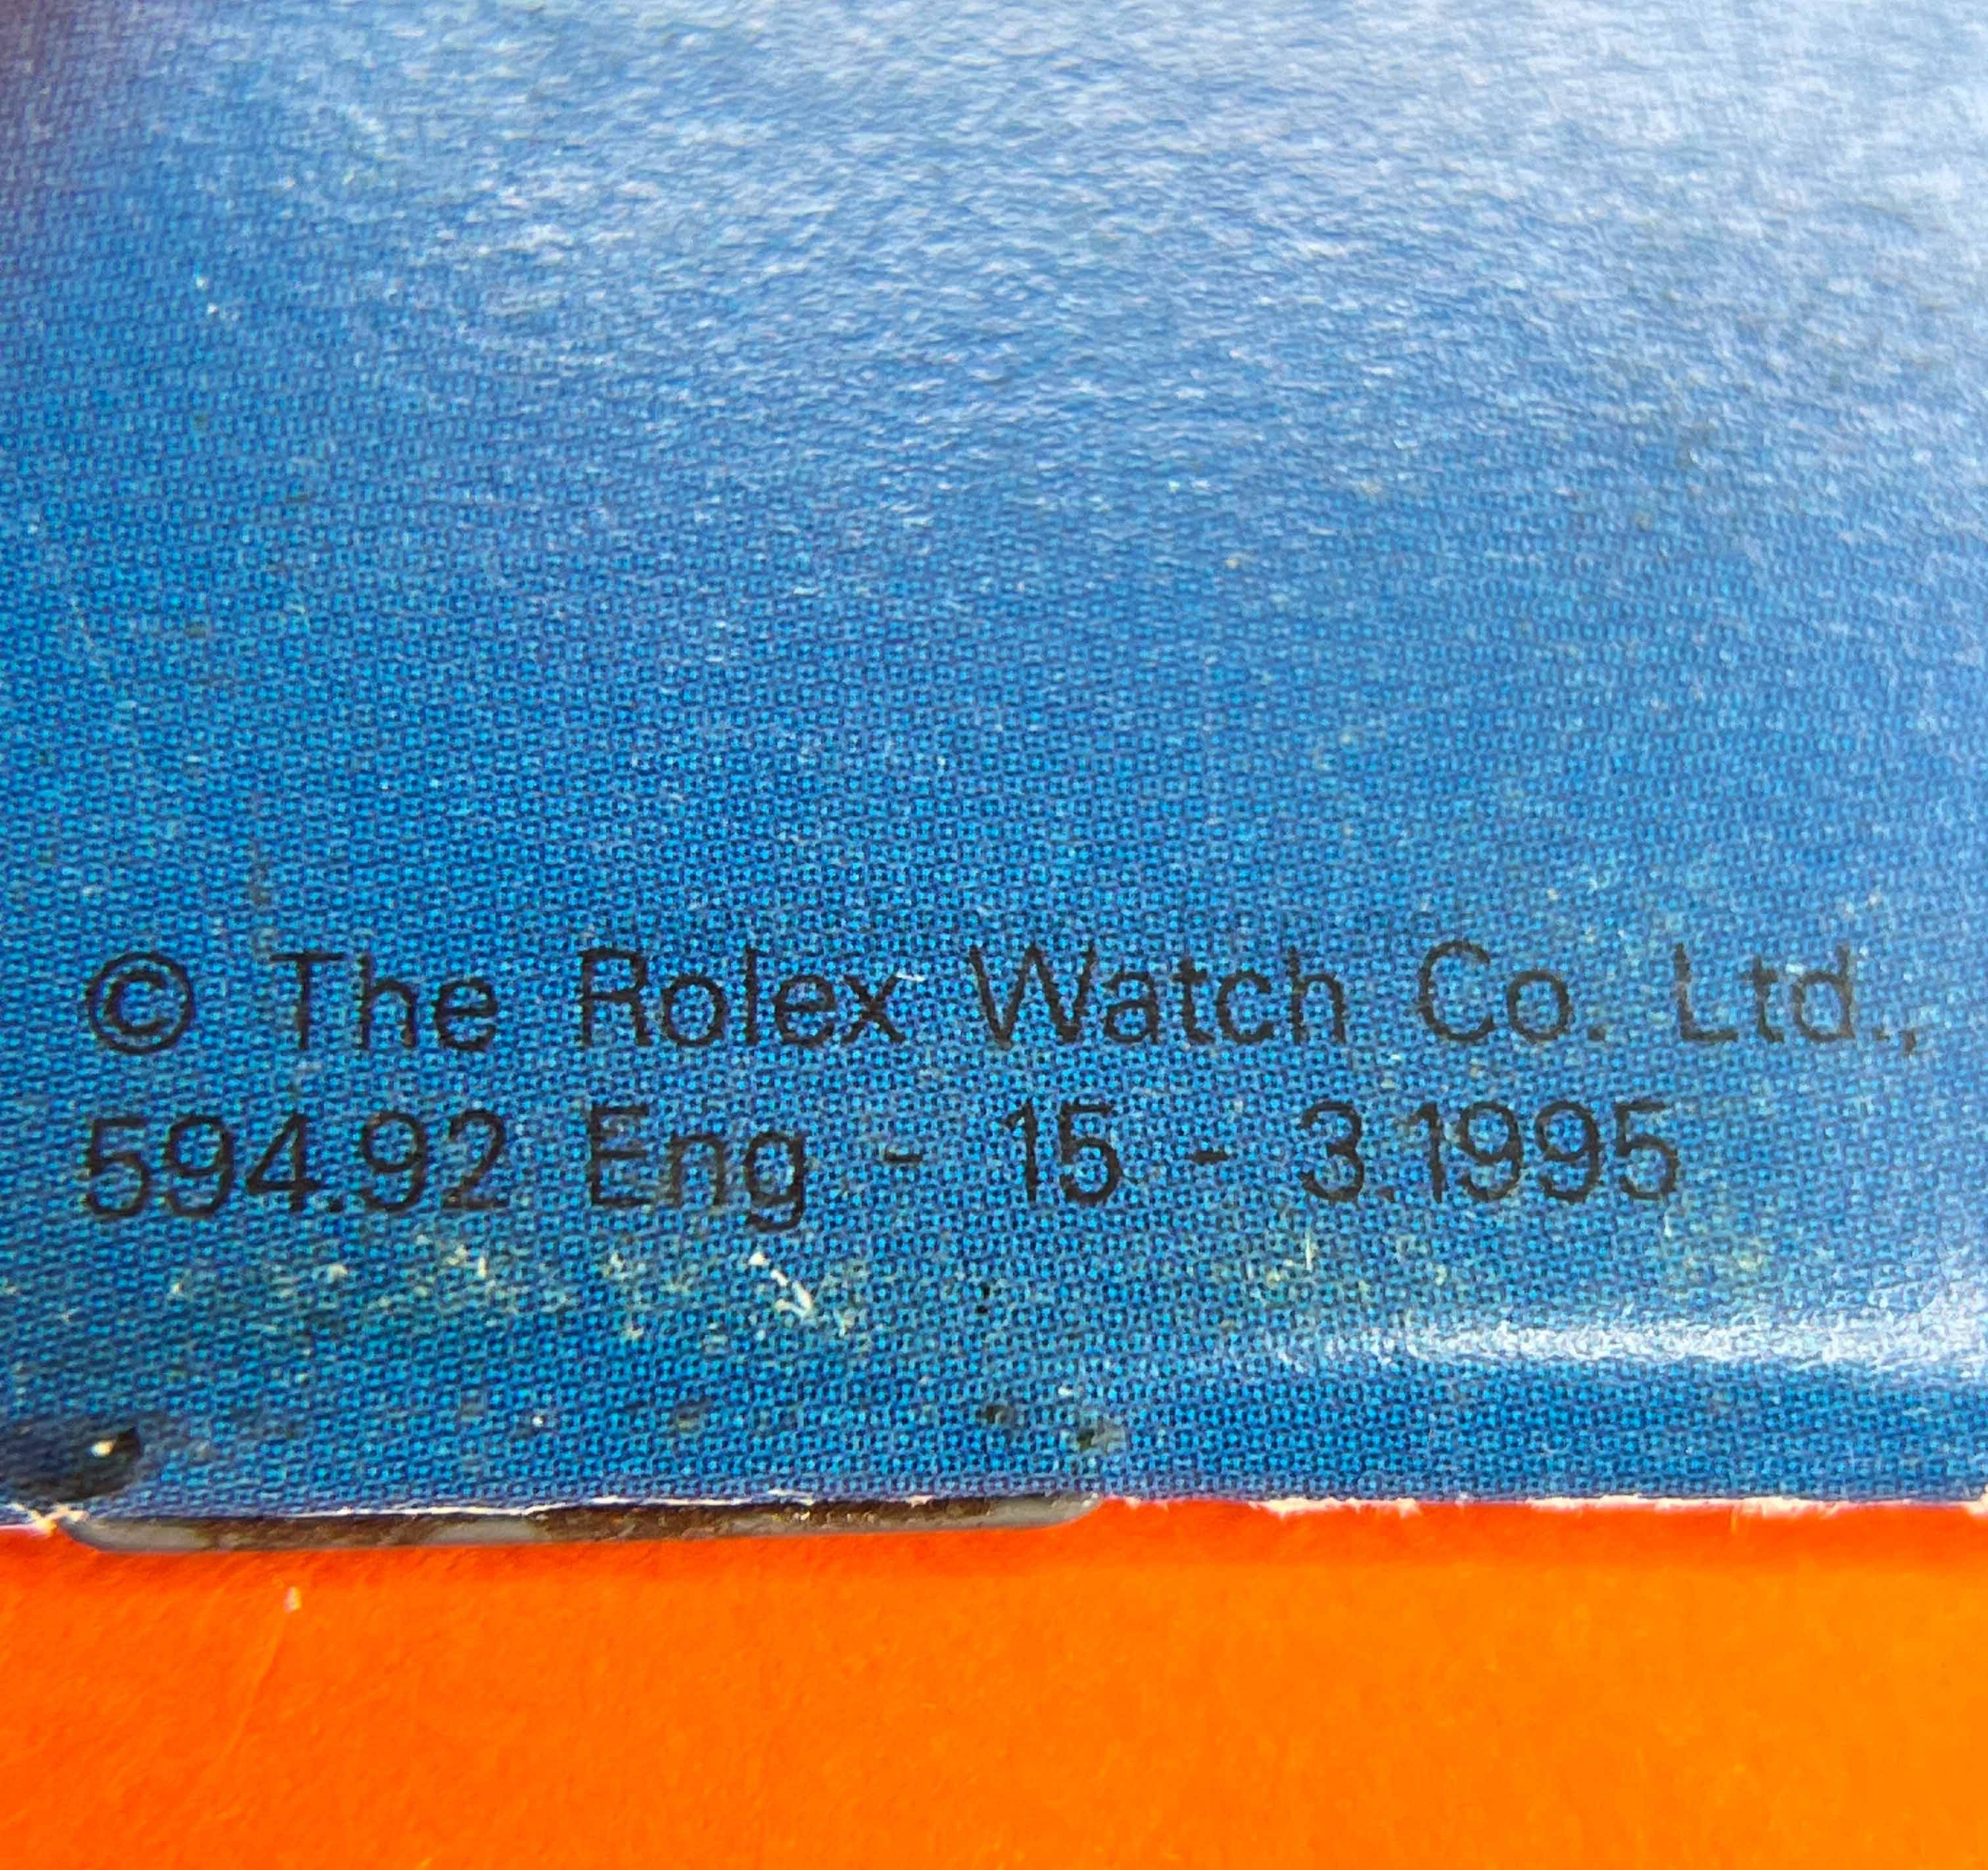 © The Rolex Watch Co. Ltd.,
594.92 Eng - 15 - 3.1995